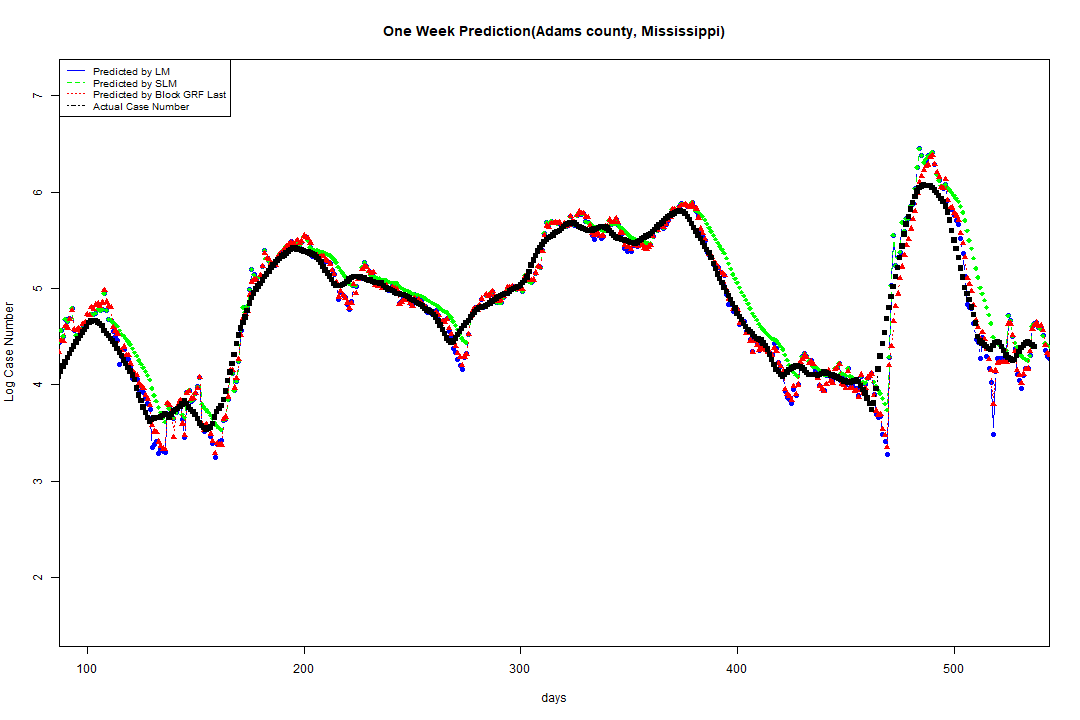 One Week Prediction(Adams county, Mississippi)
Predicted by LM
Predicted by SLM
Predicted by Block GRF Last
Actual Case Number
7
6
5
4
3
2
Log Case Number
100 200 300 400 500
days